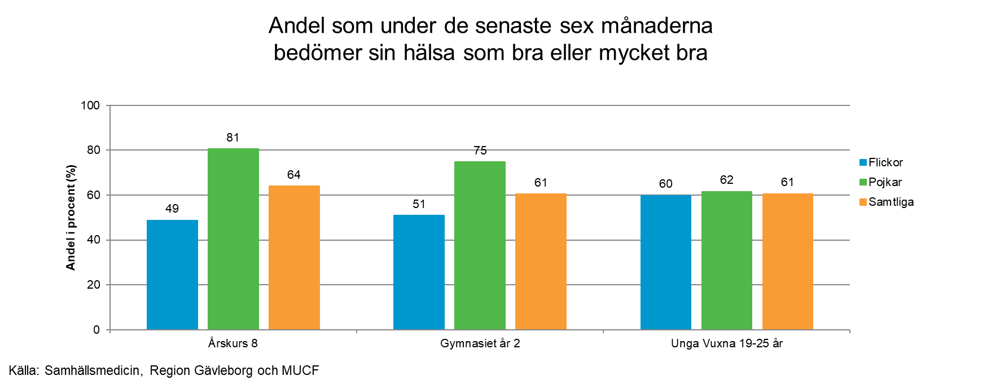 Andel som under de senaste sex månaderna
bedömer sin hälsa som bra eller mycket bra
Andel i procent (%)
100
80
60
40
20
0
49
81
64
51
75
61
60
62
61
Årskurs 8
Gymnasiet år 2
Unga Vuxna 19-25 år
Flickor
Pojkar
Samtliga
Källa: Samhällsmedicin, Region Gävleborg och MUCF